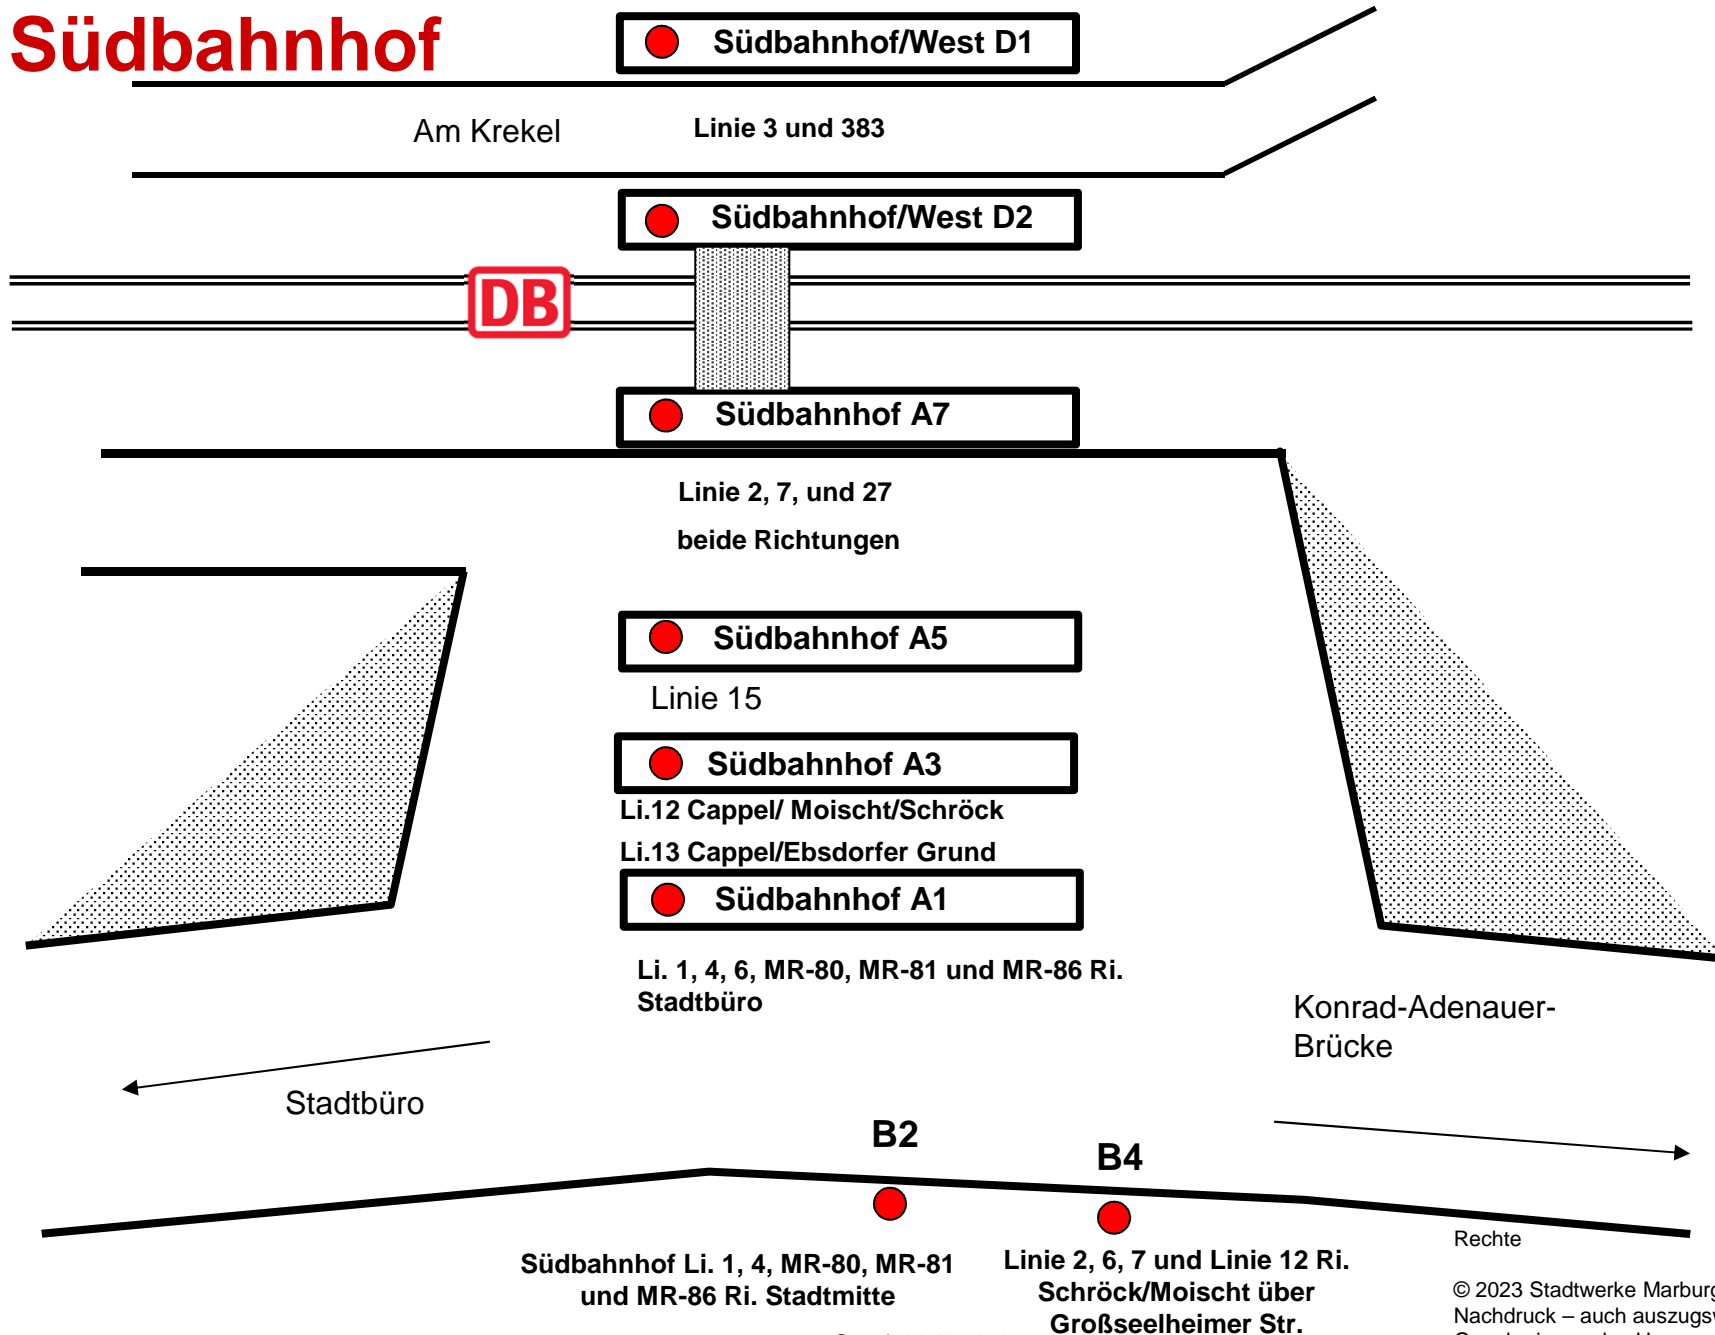 Südbahnhof
Südbahnhof/West D1
Am Krekel
Linie 3 und 383
Südbahnhof/West D2
DB
Südbahnhof A7
Linie 2, 7, und 27
beide Richtungen
Südbahnhof A5
Linie 15
Südbahnhof A3
Li.12 Cappel/ Moischt/Schröck
Li.13 Cappel/Ebsdorfer Grund
Südbahnhof A1
Li. 1, 4, 6, MR-80, MR-81 und MR-86 Ri.
Stadtbüro
Konrad-Adenauer-
Brücke
Stadtbüro
B2
B4
Südbahnhof Li. 1, 4, MR-80, MR-81
und MR-86 Ri. Stadtmitte
Linie 2, 6, 7 und Linie 12 Ri.
Schröck/Moischt über
Großseelheimer Str.
Rechte
© 2023 Stadtwerke Marburg
Nachdruck – auch